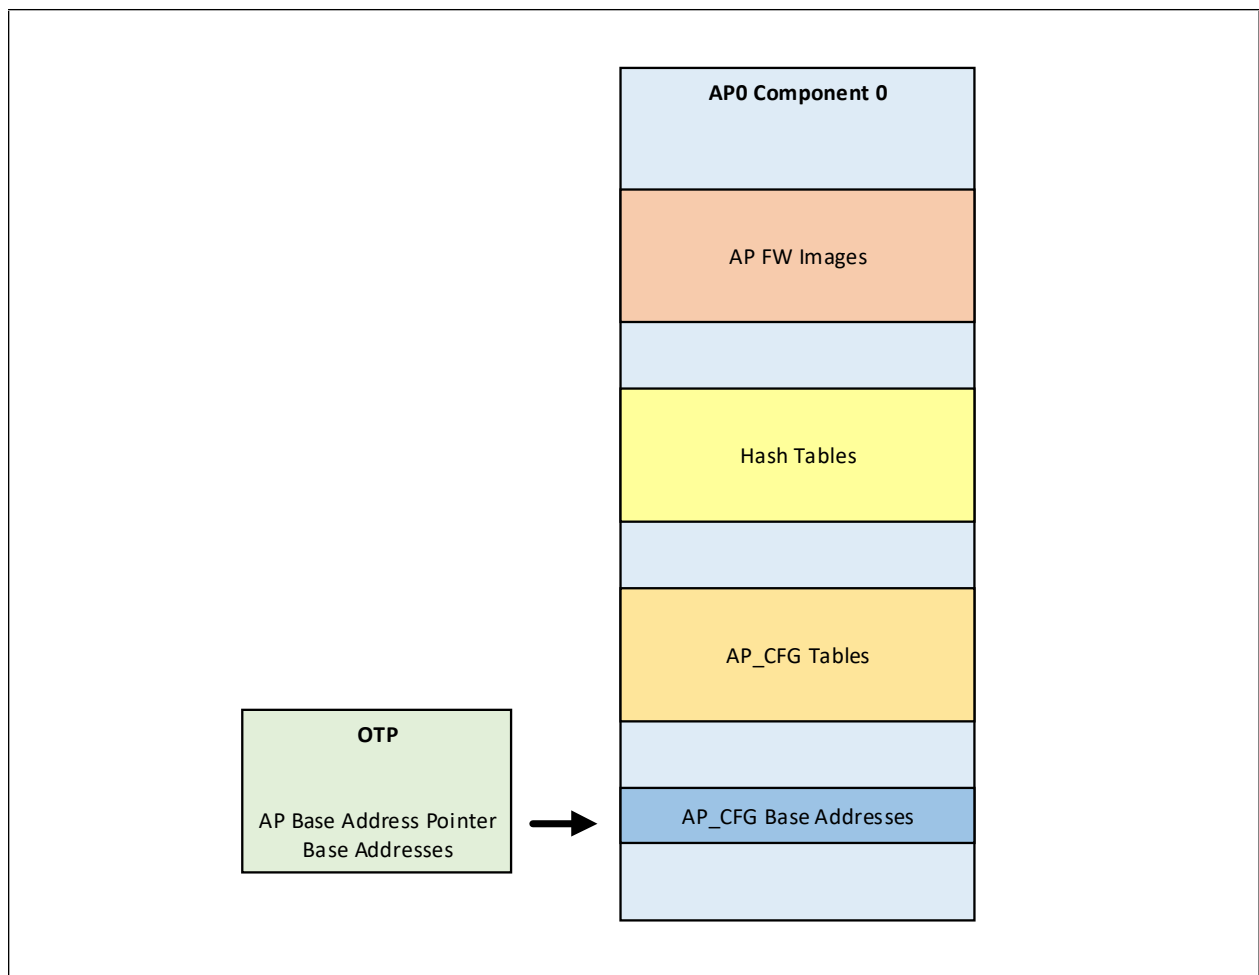 AP0 Component 0
AP FW Images
Hash Tables
AP_CFG Tables
OTP
AP Base Address Pointer
Base Addresses
AP_CFG Base Addresses